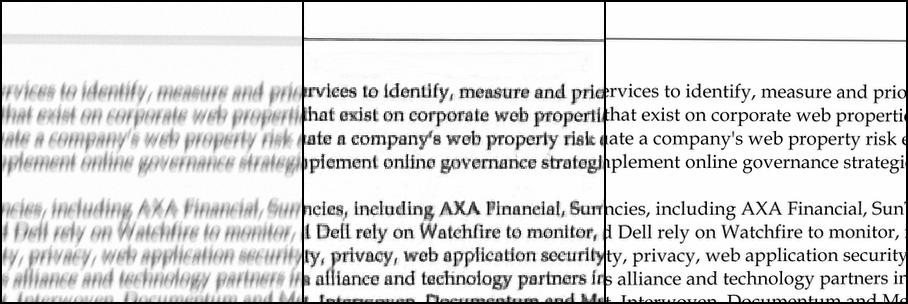 rvices to identify, measure and pric
that exist on corporate web properti
ate a company's web property risk
plement online governance strategi
ncies, including AXA Financial, Sun
d Dell rely on Watchfire to monitor,
ty, privacy, web application security
s alliance and technology partners in
Interwoven, Documentum and Me
rvices to identify, measure and pric
that exist on corporate web properti
ate a company's web property risk
plement online governance strategi
ncies, including AXA Financial, Sun
d Dell rely on Watchfire to monitor,
ty, privacy, web application security
s alliance and technology partners in
Interwoven, Documentum and Me
ervices to identify, measure and prio
that exist on corporate web propertie
ate a company's web property risk e
plement online governance strategi
ncies, including AXA Financial, Sun
d Dell rely on Watchfire to monitor,
ty, privacy, web application security
s alliance and technology partners in
Interwoven, Documentum and Me